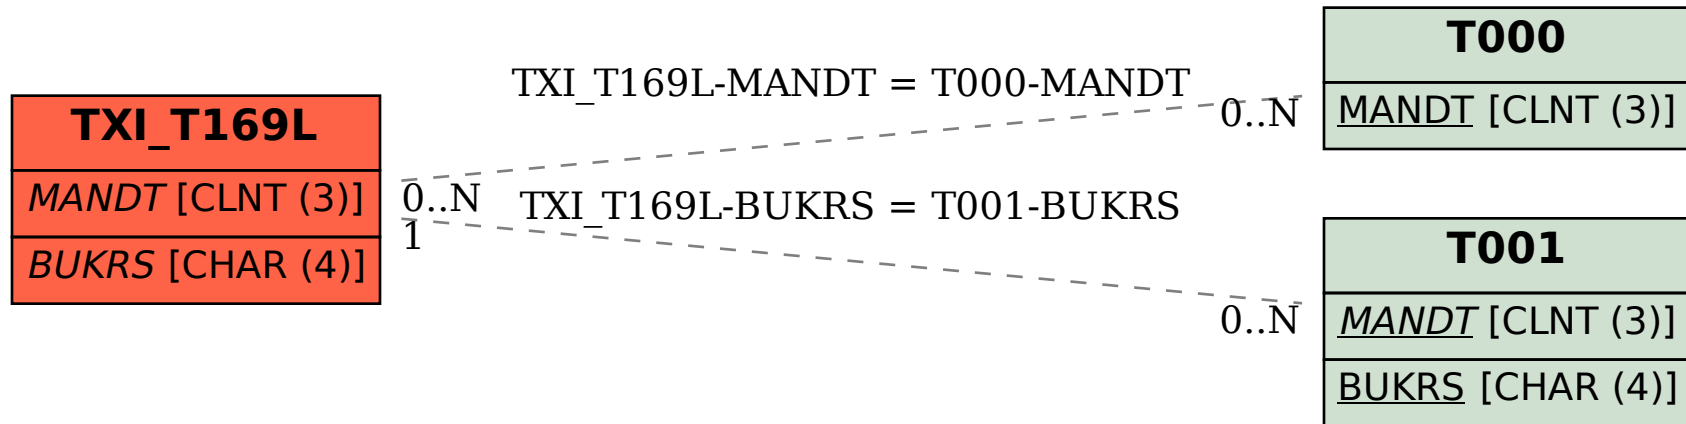 TXI_T169L
MANDT [CLNT (3)]
BUKRS [CHAR (4)]
TXI_T169L-MANDT = T000-MANDT
0..N
0..N
TXI_T169L-BUKRS = T001-BUKRS
1
0..N
T000
MANDT [CLNT (3)]
T001
MANDT [CLNT (3)]
BUKRS [CHAR (4)]